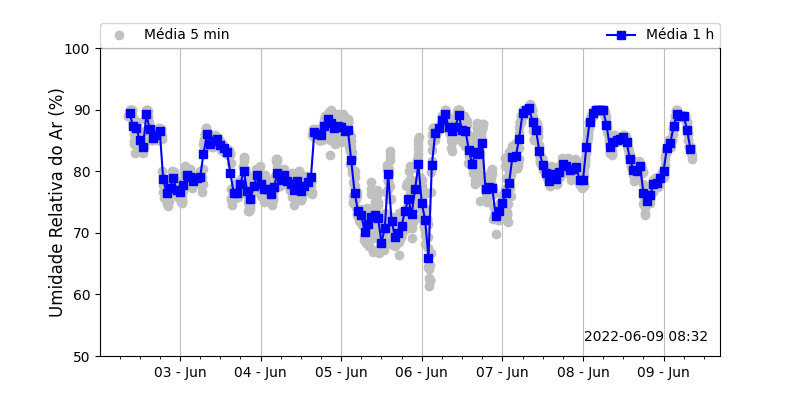 Média 5 min Média 1 h
Umidade Relativa do Ar (%)
100
90
80
70
60
50
2022-06-09 08:32
03 - Jun 04 - Jun 05 - Jun 06 - Jun 07 - Jun 08 - Jun 09 - Jun